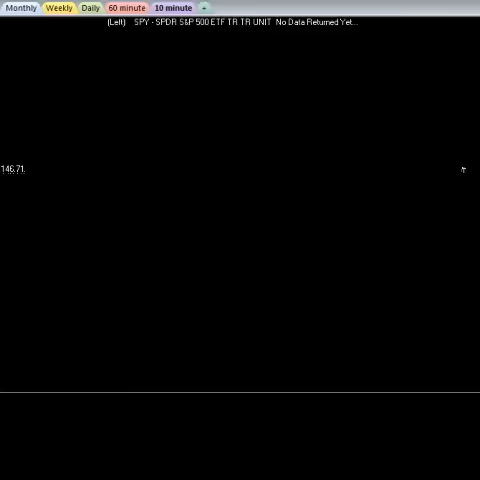 Monthly Weekly Daily 60 minute 10 minute +
(Left) SPY - SPDR S&P 500 ETF TR TR UNIT No Data Returned Yet...
146.71.